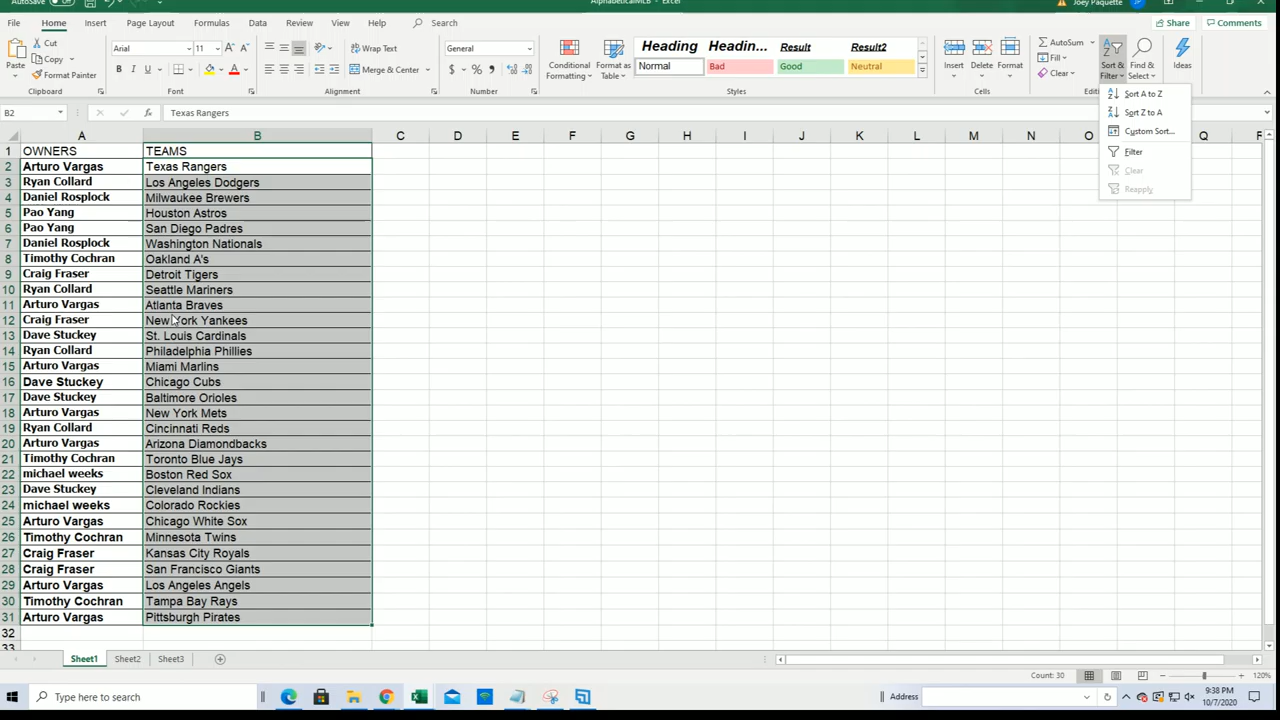 AutoSave
AlphabeticalMLB - Excel
Joey Paquette
File Home Insert Page Layout Formulas Data Review View Help Search Share Comments
Paste Cut Copy Format Painter Clipboard
Arial 11 B I U A Font
Wrap Text Merge & Center Alignment
General $ % , Number
Conditional Formatting Format as Table Heading Headin... Result Result2 Normal Bad Good Neutral Styles
Insert Delete Format Cells
AutoSum Fill Clear Sort & Filter Find & Select Editi
Ideas
Sort A to Z
Sort Z to A
Custom Sort...
Filter
Clear
Reapply
B2 fx Texas Rangers
A B C D E F G H I J K L M N O Q
1 OWNERS TEAMS
2 Arturo Vargas Texas Rangers
3 Ryan Collard Los Angeles Dodgers
4 Daniel Rosplock Milwaukee Brewers
5 Pao Yang Houston Astros
6 Pao Yang San Diego Padres
7 Daniel Rosplock Washington Nationals
8 Timothy Cochran Oakland A's
9 Craig Fraser Detroit Tigers
10 Ryan Collard Seattle Mariners
11 Arturo Vargas Atlanta Braves
12 Craig Fraser New York Yankees
13 Dave Stuckey St. Louis Cardinals
14 Ryan Collard Philadelphia Phillies
15 Arturo Vargas Miami Marlins
16 Dave Stuckey Chicago Cubs
17 Dave Stuckey Baltimore Orioles
18 Arturo Vargas New York Mets
19 Ryan Collard Cincinnati Reds
20 Arturo Vargas Arizona Diamondbacks
21 Timothy Cochran Toronto Blue Jays
22 michael weeks Boston Red Sox
23 Dave Stuckey Cleveland Indians
24 michael weeks Colorado Rockies
25 Arturo Vargas Chicago White Sox
26 Timothy Cochran Minnesota Twins
27 Craig Fraser Kansas City Royals
28 Craig Fraser San Francisco Giants
29 Arturo Vargas Los Angeles Angels
30 Timothy Cochran Tampa Bay Rays
31 Arturo Vargas Pittsburgh Pirates
32
33
Sheet1 Sheet2 Sheet3
Count: 30 120%
Type here to search Address 9:38 PM
10/7/2020